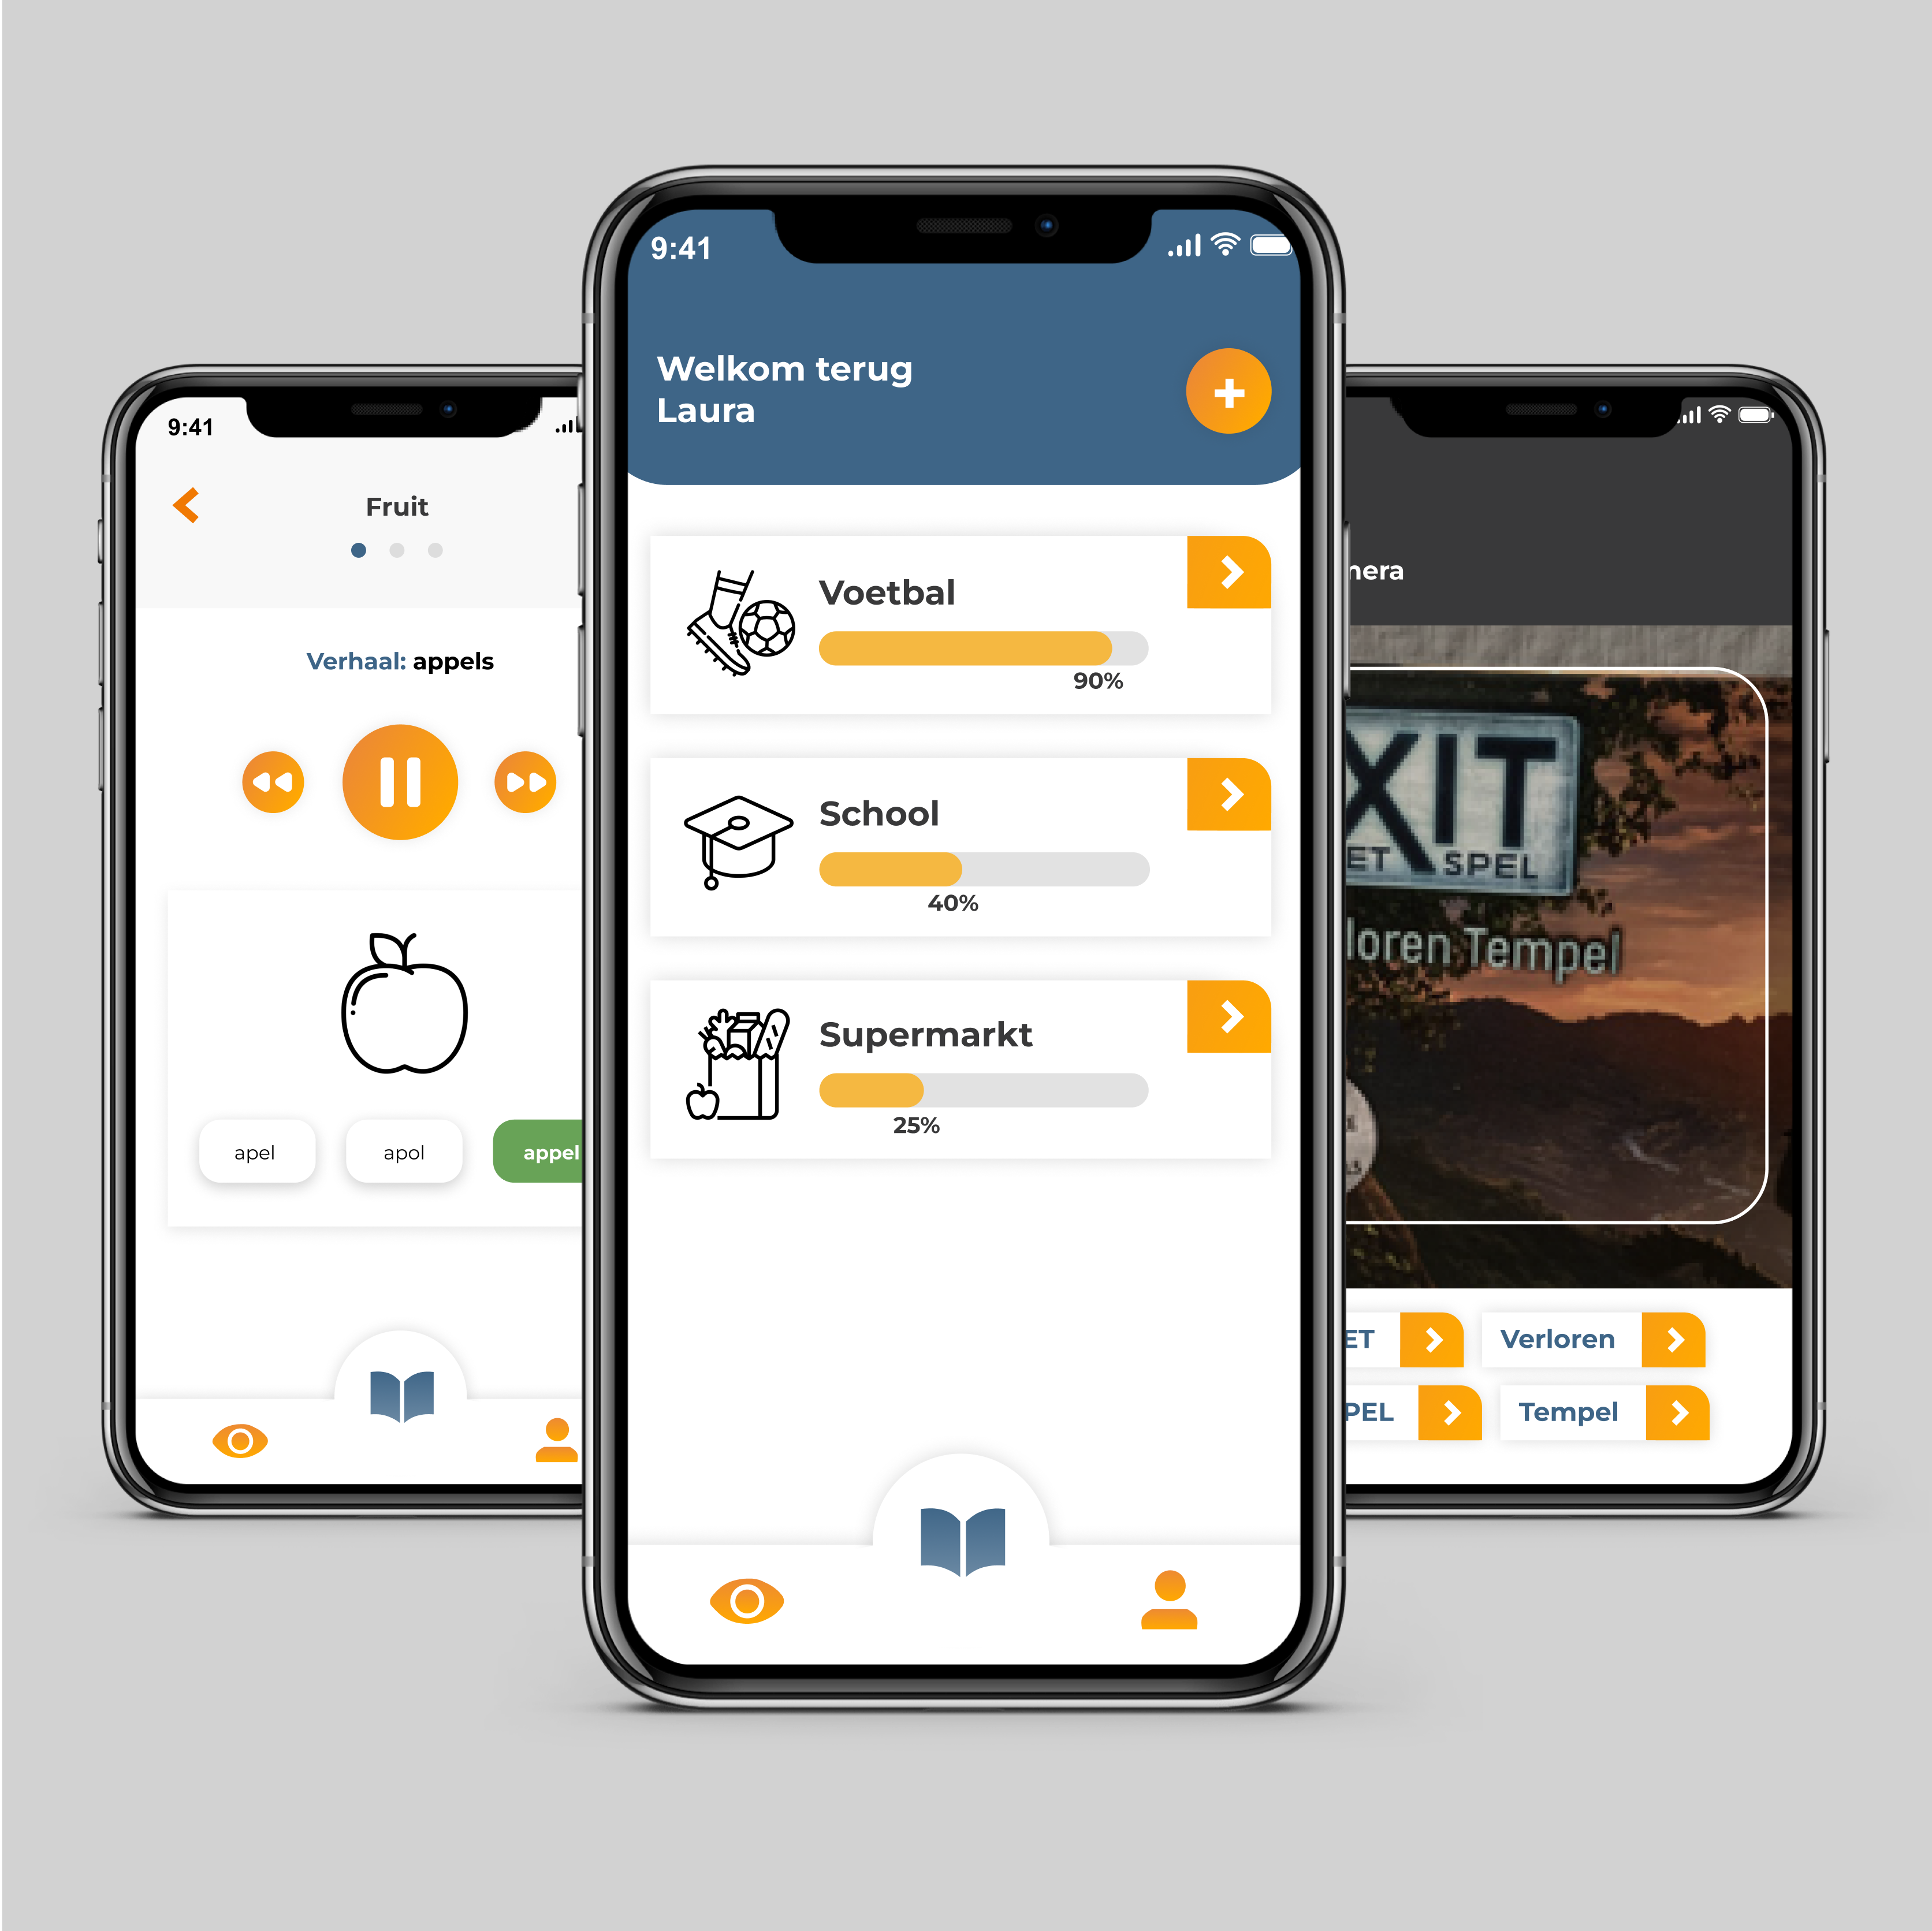 9:41
Fruit
Verhaal: appels
apel
apol
appel
9:41
Welkom terug
Laura
Voetbal
90%
School
40%
Supermarkt
25%
nera
XIT
ET SPEL
loren Tempel
ET
Verloren
PEL
Tempel